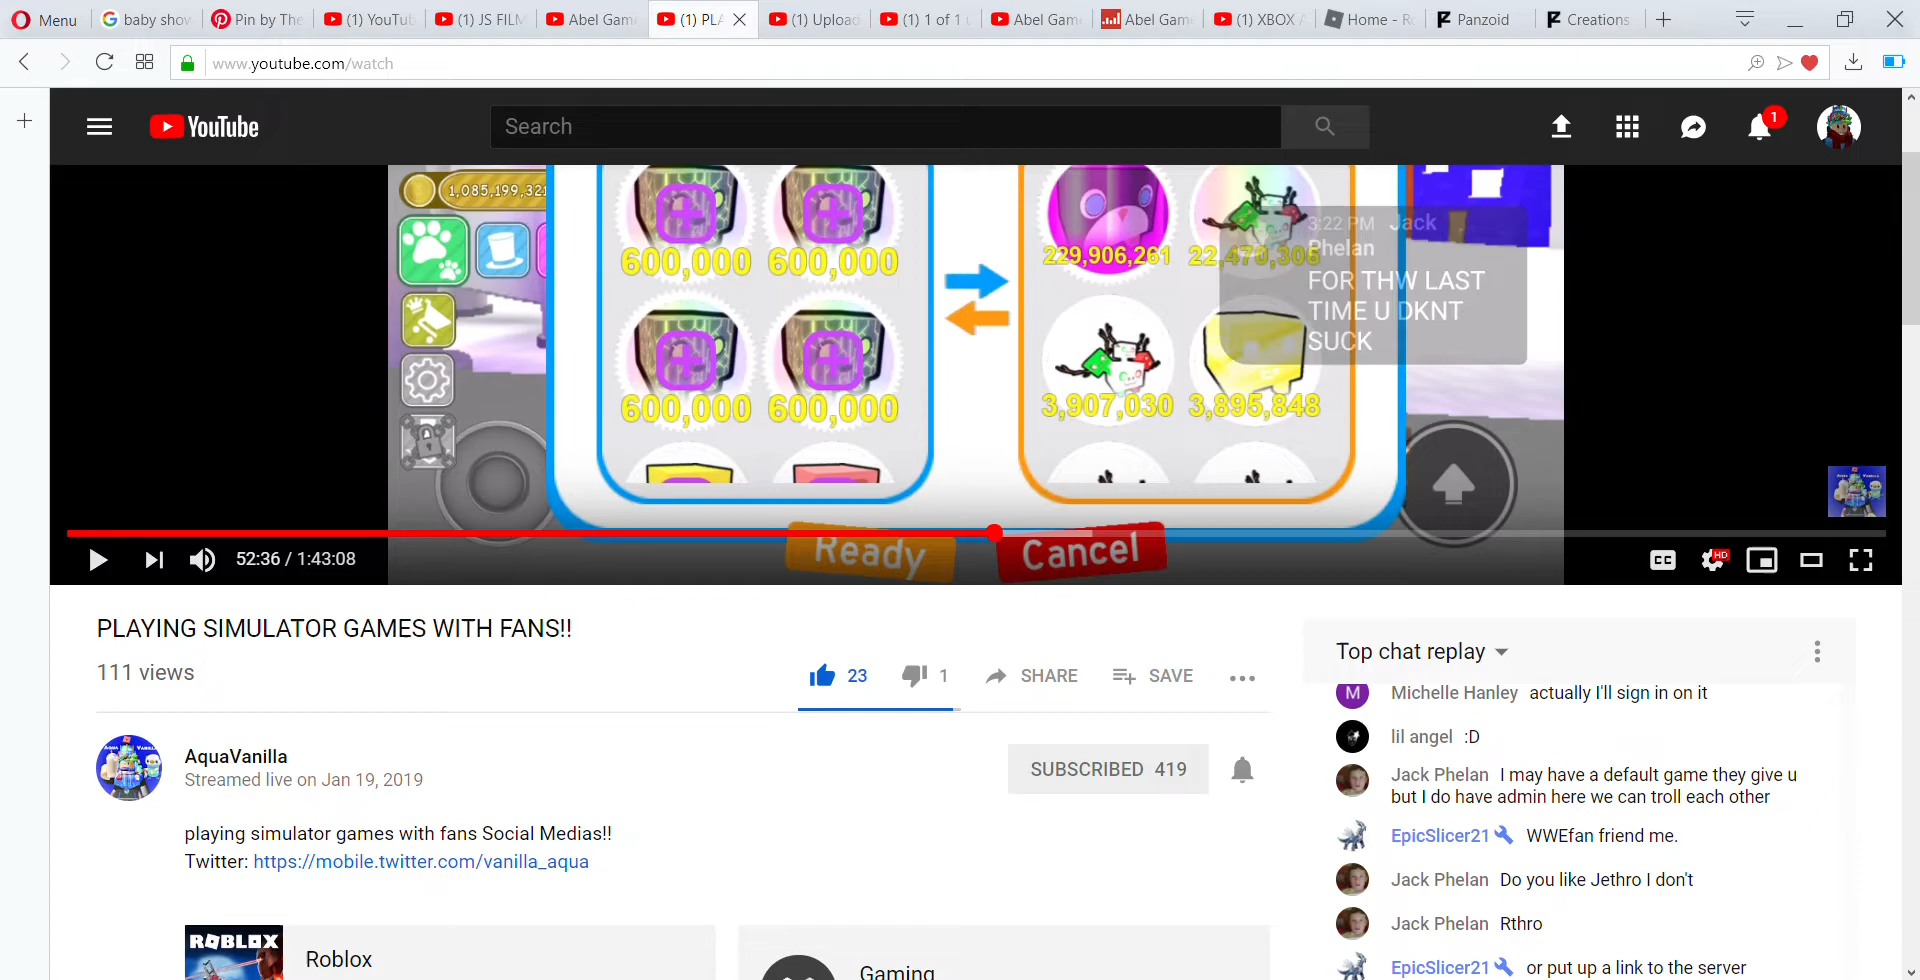 Menu
baby shov
Pin by The
(1) YouTub
(1) JS FILM
Abel Gam
(1) PLA
(1) Upload
(1) 1 of 1 u
Abel Gam
Abel Gam
(1) XBOX A
Home - Ro
Panzoid
Creations
www.youtube.com/watch
YouTube
Search
1
1,085,199,321
600,000 600,000
229,906,261 22,470,306
3:22 PM Jack
Phelan
FOR THW LAST
TIME U DKNT
SUCK
600,000 600,000
3,907,030 3,895,848
Ready
Cancel
52:36 / 1:43:08
CC
HD
PLAYING SIMULATOR GAMES WITH FANS!!
111 views
23
1
SHARE
SAVE
AquaVanilla
Streamed live on Jan 19, 2019
SUBSCRIBED 419
playing simulator games with fans Social Medias!!
Twitter: https://mobile.twitter.com/vanilla_aqua
ROBLOX
Roblox
Gaming
Top chat replay
M
Michelle Hanley actually I'll sign in on it
lil angel :D
Jack Phelan I may have a default game they give u
but I do have admin here we can troll each other
EpicSlicer21 WWEfan friend me.
Jack Phelan Do you like Jethro I don't
Jack Phelan Rthro
EpicSlicer21 or put up a link to the server